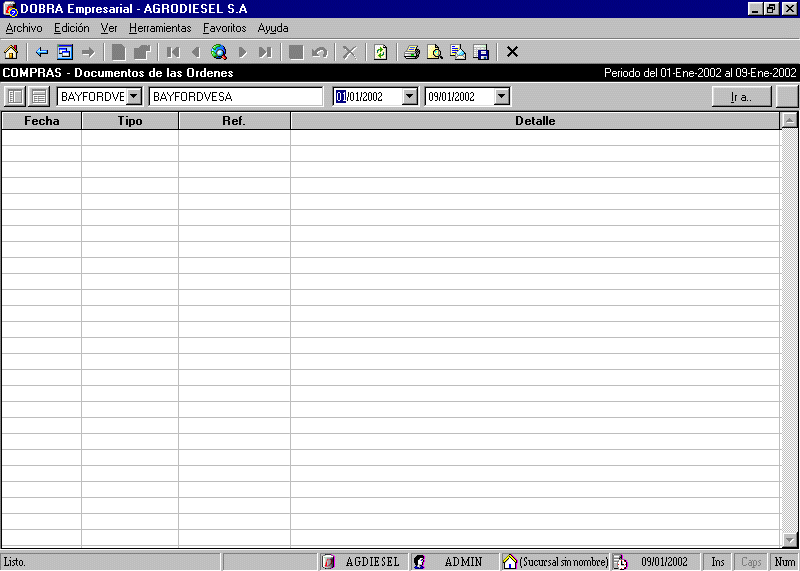 DOBRA Empresarial - AGRODIESEL S.A
Archivo Edición Ver Herramientas Favoritos Ayuda
COMPRAS - Documentos de las Ordenes Periodo del 01-Ene-2002 al 09-Ene-2002
BAYFORDVE BAYFORDVESA 01/01/2002 09/01/2002 Ir a..
Fecha Tipo Ref. Detalle
Listo. AGDIESEL ADMIN (Sucursal sin nombre) 09/01/2002 Ins Caps Num